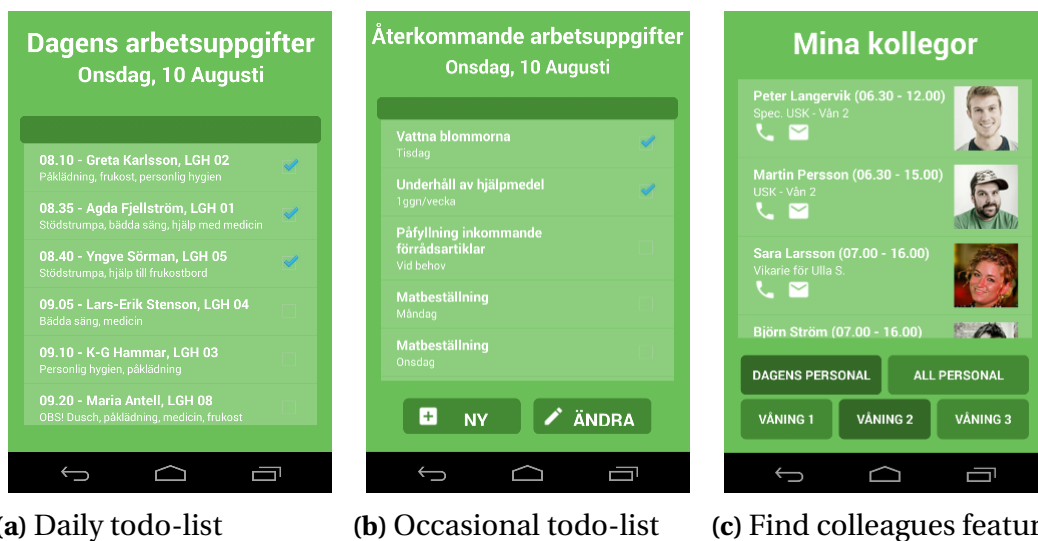 Dagens arbetsuppgifter
Onsdag, 10 Augusti
08.10 - Greta Karlsson, LGH 02
Påklädning, frukost, personlig hygien
08.35 - Agda Fjellström, LGH 01
Stödstrumpa, bädda säng, hjälp med medicin
08.40 - Yngve Sörman, LGH 05
Stödstrumpa, hjälp till frukostbord
09.05 - Lars-Erik Stenson, LGH 04
Bädda säng, medicin
09.10 - K-G Hammar, LGH 03
Personlig hygien, påklädning
09.20 - Maria Antell, LGH 08
OBS! Dusch, påklädning, medicin, frukost
(a) Daily todo-list
Återkommande arbetsuppgifter
Onsdag, 10 Augusti
Vattna blommorna
Tisdag
Underhåll av hjälpmedel
1ggn/vecka
Påfyllning inkommande
förrådsartiklar
Vid behov
Matbeställning
Måndag
Matbeställning
Onsdag
NY
ÄNDRA
(b) Occasional todo-list
Mina kollegor
Peter Langervik (06.30 - 12.00)
Spec. USK - Vån 2
Martin Persson (06.30 - 15.00)
USK - Vån 2
Sara Larsson (07.00 - 16.00)
Vikarie för Ulla S.
Björn Ström (07.00 - 16.00)
DAGENS PERSONAL
ALL PERSONAL
VÅNING 1
VÅNING 2
VÅNING 3
(c) Find colleagues featur